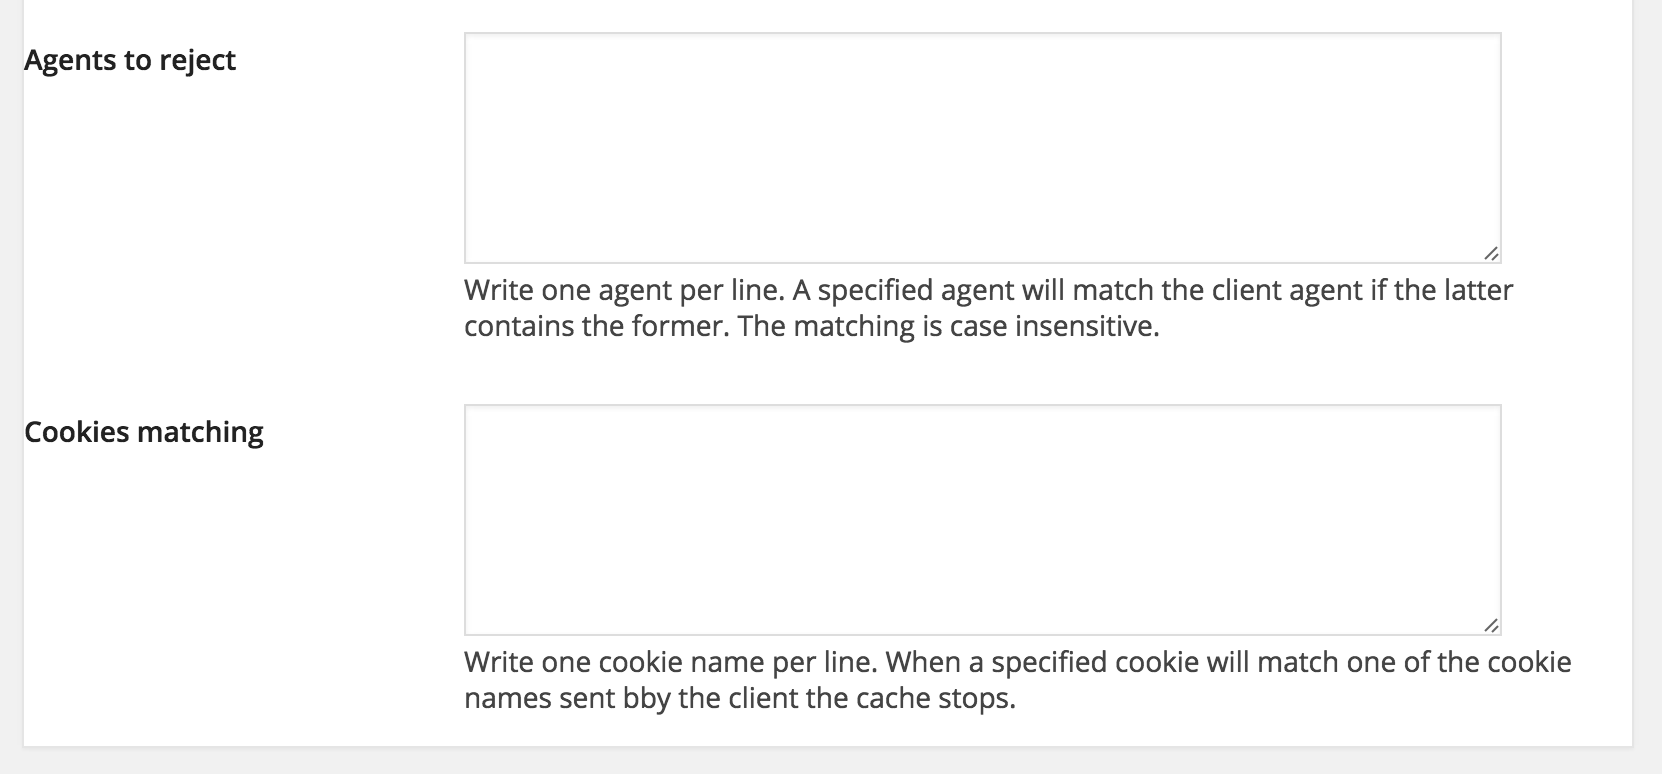 Agents to reject
Write one agent per line. A specified agent will match the client agent if the latter
contains the former. The matching is case insensitive.
Cookies matching
Write one cookie name per line. When a specified cookie will match one of the cookie
names sent bby the client the cache stops.